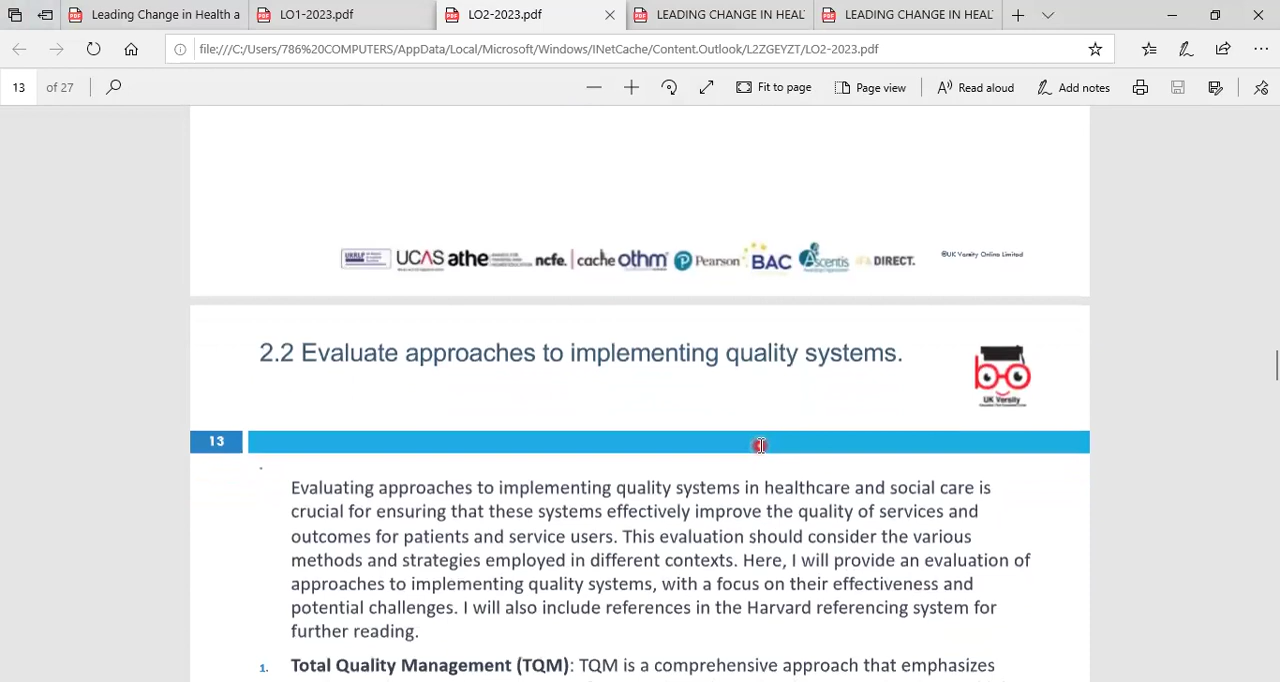 Leading Change in Health a
LO1-2023.pdf
LO2-2023.pdf
LEADING CHANGE IN HEAL
LEADING CHANGE IN HEAL
file:///C:/Users/786%20COMPUTERS/AppData/Local/Microsoft/Windows/INetCache/Content.Outlook/L2ZGEYZT/LO2-2023.pdf
13 of 27
Fit to page
Page view
Read aloud
Add notes
UKRLP UCAS athe ncfe. cache othm Pearson BAC Ascentis DIRECT. ©UK Varsity Online Limited
2.2 Evaluate approaches to implementing quality systems.
UK Versity
13
Evaluating approaches to implementing quality systems in healthcare and social care is
crucial for ensuring that these systems effectively improve the quality of services and
outcomes for patients and service users. This evaluation should consider the various
methods and strategies employed in different contexts. Here, I will provide an evaluation of
approaches to implementing quality systems, with a focus on their effectiveness and
potential challenges. I will also include references in the Harvard referencing system for
further reading.
1. Total Quality Management (TQM): TQM is a comprehensive approach that emphasizes